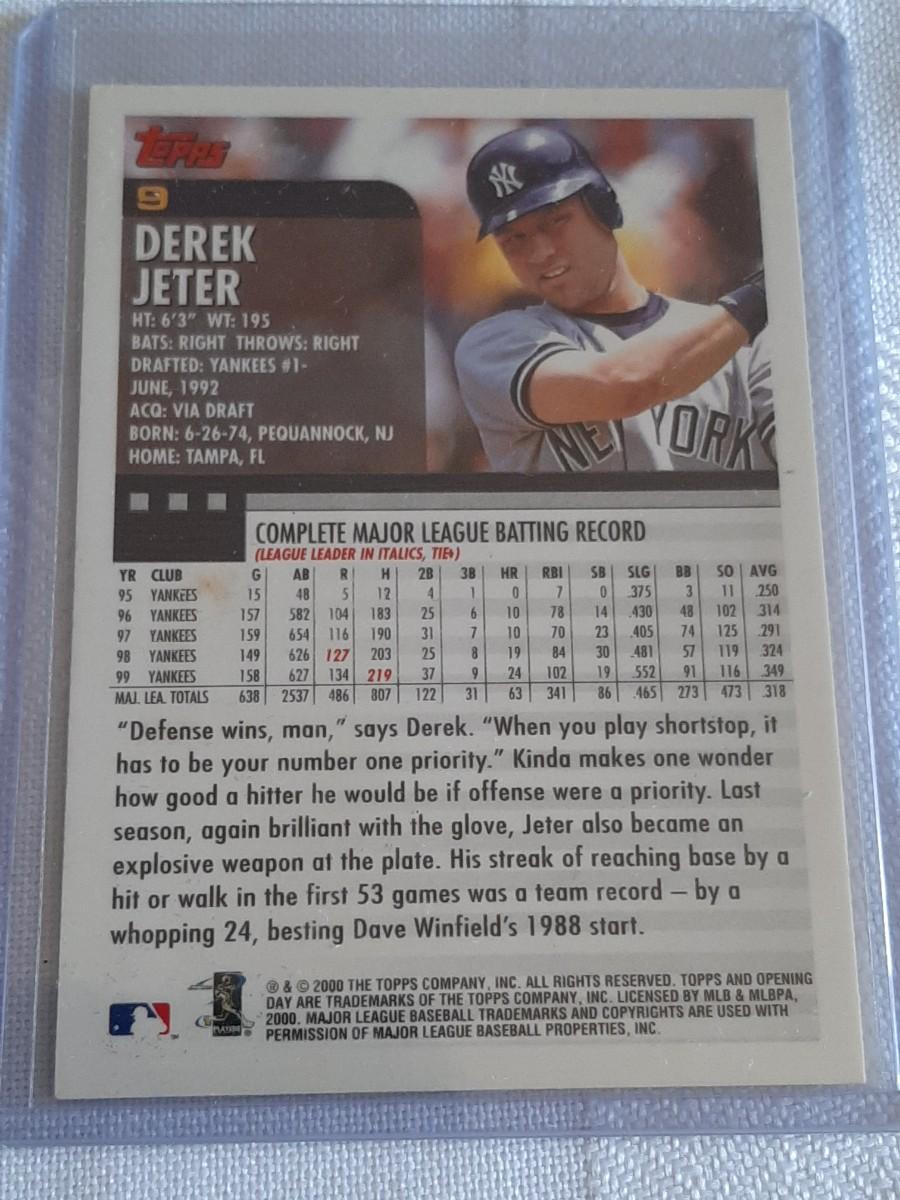 Topps
9
DEREK
JETER
HT: 6'3" WT: 195
BATS: RIGHT THROWS: RIGHT
DRAFTED: YANKEES #1-
JUNE, 1992
ACQ: VIA DRAFT
BORN: 6-26-74, PEQUANNOCK, NJ
HOME: TAMPA, FL
NY
NEW YORK
COMPLETE MAJOR LEAGUE BATTING RECORD
(LEAGUE LEADER IN ITALICS, TIE♦)
YR CLUB G AB R H 2B 3B HR RBI SB SLG BB SO AVG
95 YANKEES 15 48 5 12 4 1 0 7 0 .375 3 11 .250
96 YANKEES 157 582 104 183 25 6 10 78 14 .430 48 102 .314
97 YANKEES 159 654 116 190 31 7 10 70 23 .405 74 125 .291
98 YANKEES 149 626 127 203 25 8 19 84 30 .481 57 119 .324
99 YANKEES 158 627 134 219 37 9 24 102 19 .552 91 116 .349
MAJ. LEA. TOTALS 638 2537 486 807 122 31 63 341 86 .465 273 473 .318
"Defense wins, man," says Derek. "When you play shortstop, it
has to be your number one priority." Kinda makes one wonder
how good a hitter he would be if offense were a priority. Last
season, again brilliant with the glove, Jeter also became an
explosive weapon at the plate. His streak of reaching base by a
hit or walk in the first 53 games was a team record – by a
whopping 24, besting Dave Winfield's 1988 start.
® & © 2000 THE TOPPS COMPANY, INC. ALL RIGHTS RESERVED. TOPPS AND OPENING
DAY ARE TRADEMARKS OF THE TOPPS COMPANY, INC. LICENSED BY MLB & MLBPA,
2000. MAJOR LEAGUE BASEBALL TRADEMARKS AND COPYRIGHTS ARE USED WITH
PERMISSION OF MAJOR LEAGUE BASEBALL PROPERTIES, INC.
PLAYERS